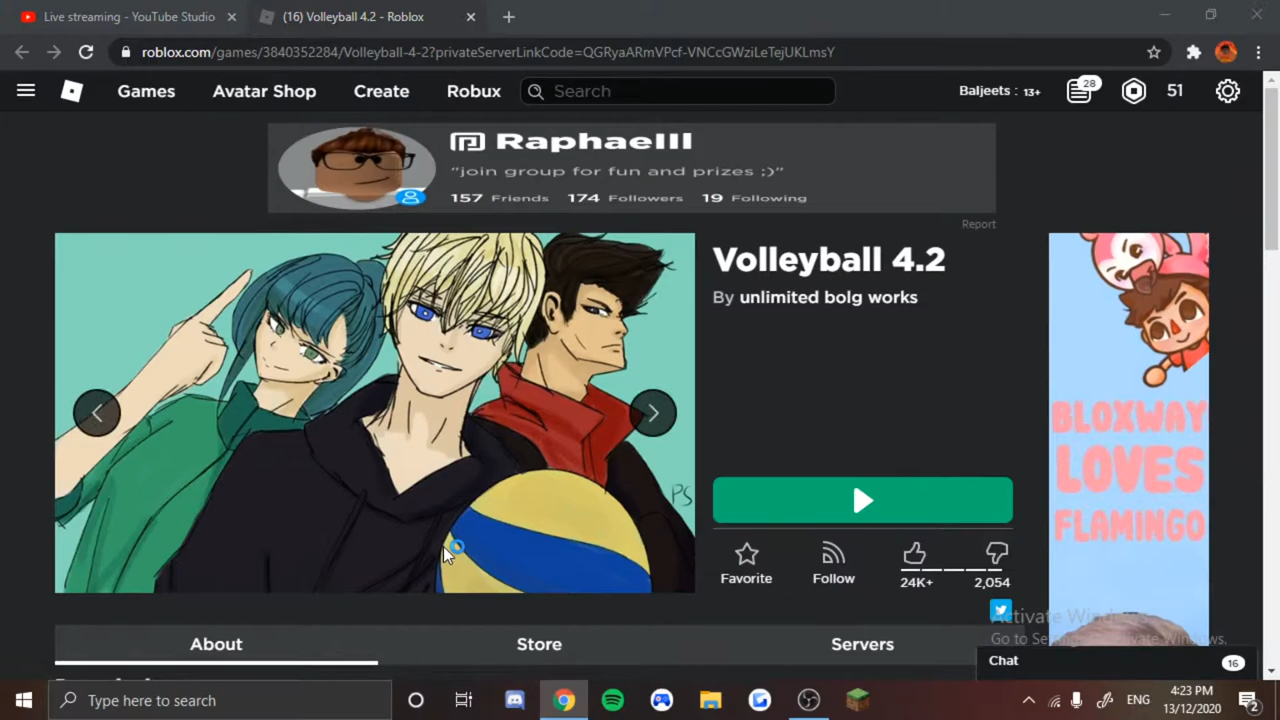 Live streaming - YouTube Studio
(16) Volleyball 4.2 - Roblox
roblox.com/games/3840352284/Volleyball-4-2?privateServerLinkCode=QGRyaARmVPcf-VNCcGWziLeTejUKLmsY
Games
Avatar Shop
Create
Robux
Search
Baljeets : 13+
28
51
Raphaelll
"join group for fun and prizes ;)"
157 Friends 174 Followers 19 Following
Report
Volleyball 4.2
By unlimited bolg works
PS
BLOXWAY
LOVES
FLAMINGO
Favorite
Follow
24K+
2,054
Activate Windows
Go to Settings to activate Windows.
About
Store
Servers
Chat
16
Type here to search
ENG
4:23 PM
13/12/2020
2